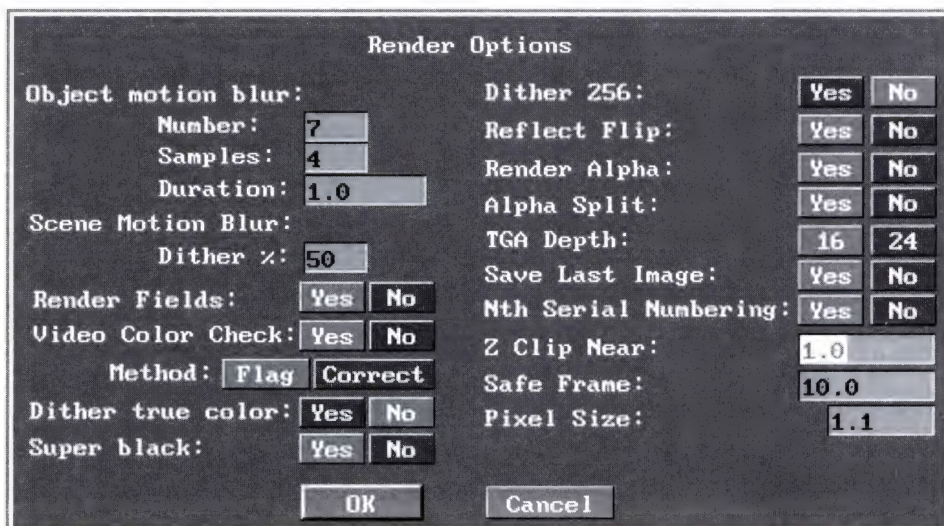 Render Options
Object motion blur:
Number: 7
Samples: 4
Duration: 1.0
Scene Motion Blur:
Dither %: 50
Render Fields: Yes No
Video Color Check: Yes No
Method: Flag Correct
Dither true color: Yes No
Super black: Yes No
Dither 256: Yes No
Reflect Flip: Yes No
Render Alpha: Yes No
Alpha Split: Yes No
TGA Depth: 16 24
Save Last Image: Yes No
Nth Serial Numbering: Yes No
Z Clip Near: 1.0
Safe Frame: 10.0
Pixel Size: 1.1
OK Cancel